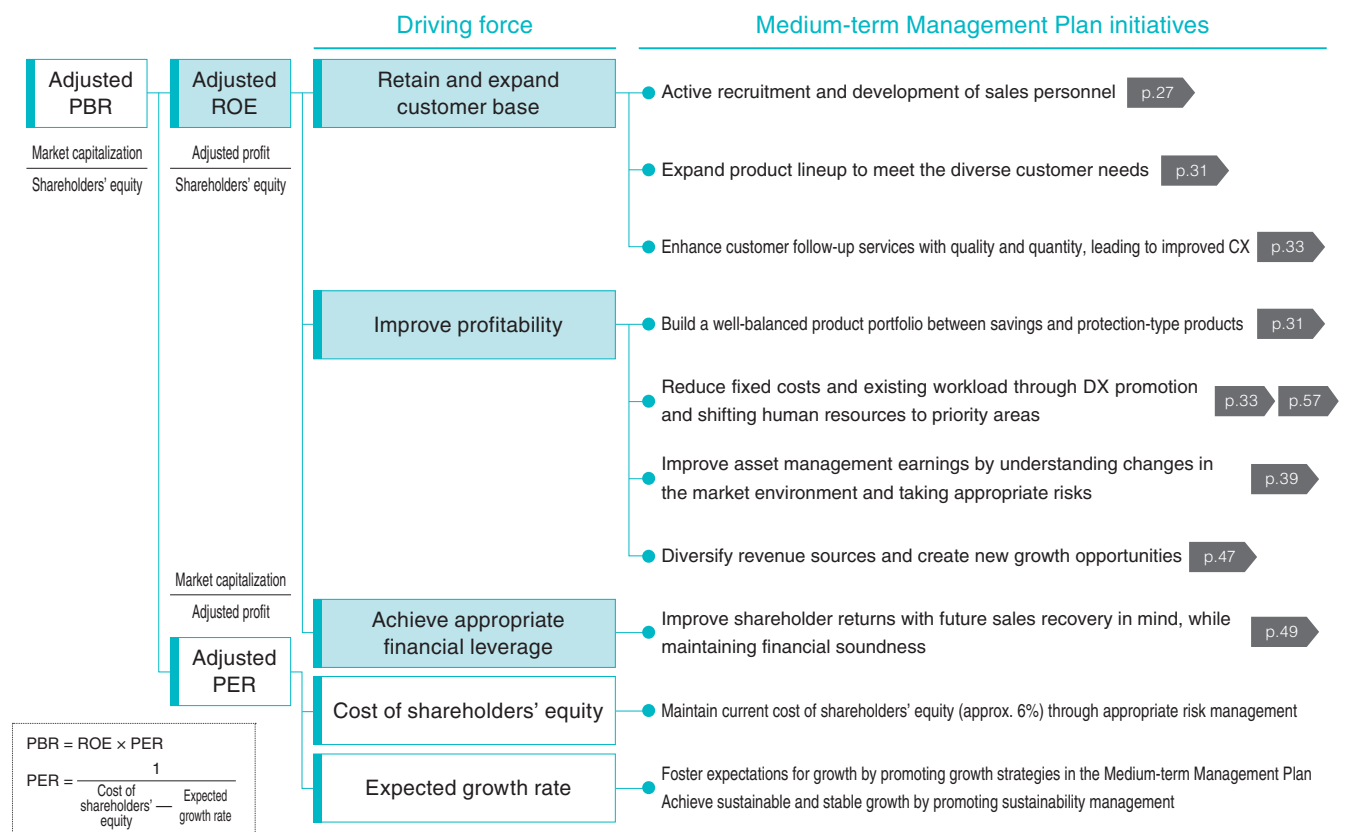 Driving force
Medium-term Management Plan initiatives
Adjusted
PBR
Market capitalization
Shareholders' equity
Adjusted
ROE
Adjusted profit
Shareholders' equity
Retain and expand
customer base
Active recruitment and development of sales personnel p.27
Expand product lineup to meet the diverse customer needs p.31
Enhance customer follow-up services with quality and quantity, leading to improved CX p.33
Improve profitability
Build a well-balanced product portfolio between savings and protection-type products p.31
Reduce fixed costs and existing workload through DX promotion
and shifting human resources to priority areas p.33 p.57
Improve asset management earnings by understanding changes in
the market environment and taking appropriate risks p.39
Diversify revenue sources and create new growth opportunities p.47
Achieve appropriate
financial leverage
Improve shareholder returns with future sales recovery in mind, while
maintaining financial soundness p.49
Market capitalization
Adjusted profit
Adjusted
PER
Cost of shareholders' equity
Maintain current cost of shareholders' equity (approx. 6%) through appropriate risk management
Expected growth rate
Foster expectations for growth by promoting growth strategies in the Medium-term Management Plan
Achieve sustainable and stable growth by promoting sustainability management
PBR = ROE × PER
PER =
1
Cost of
shareholders'
equity
—
Expected
growth rate